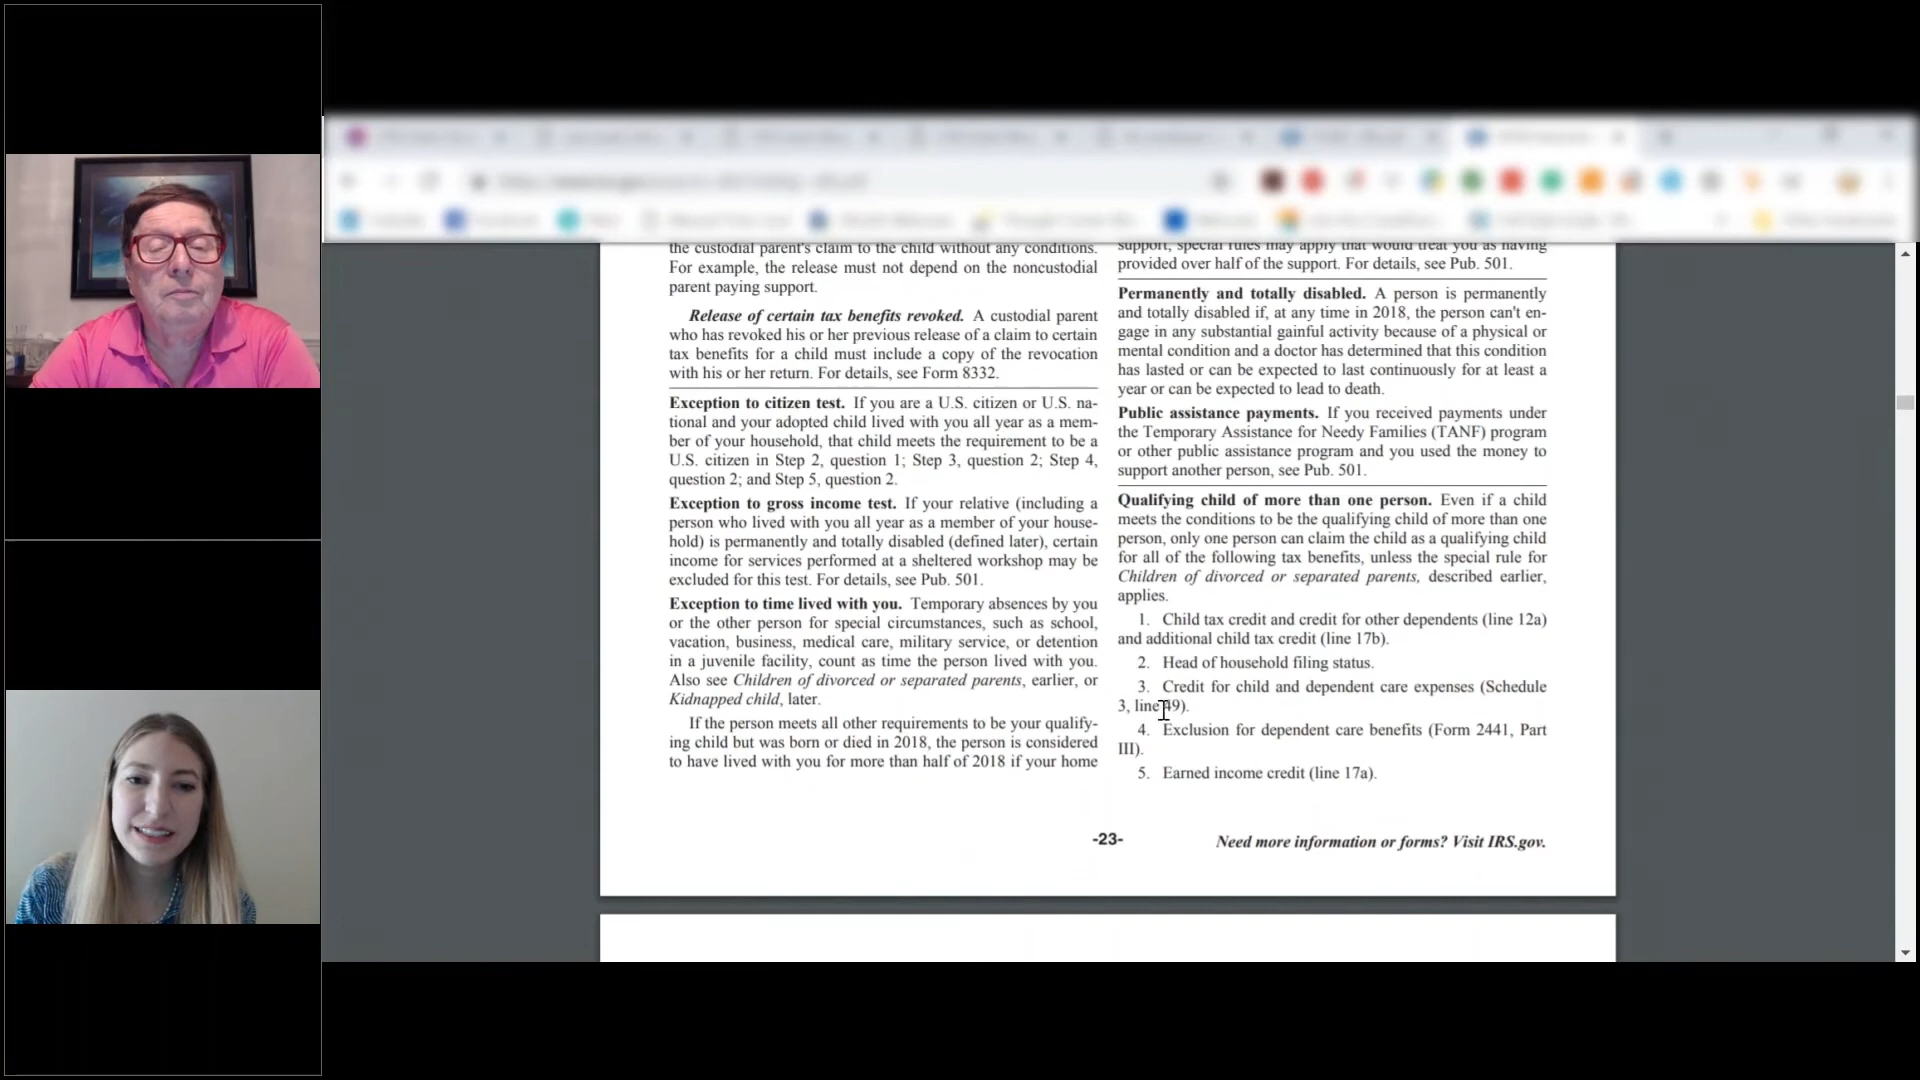 the custodial parent's claim to the child without any conditions.
For example, the release must not depend on the noncustodial
parent paying support.
Release of certain tax benefits revoked. A custodial parent
who has revoked his or her previous release of a claim to certain
tax benefits for a child must include a copy of the revocation
with his or her return. For details, see Form 8332.
Exception to citizen test. If you are a U.S. citizen or U.S. na-
tional and your adopted child lived with you all year as a mem-
ber of your household, that child meets the requirement to be a
U.S. citizen in Step 2, question 1; Step 3, question 2; Step 4,
question 2; and Step 5, question 2.
Exception to gross income test. If your relative (including a
person who lived with you all year as a member of your house-
hold) is permanently and totally disabled (defined later), certain
income for services performed at a sheltered workshop may be
excluded for this test. For details, see Pub. 501.
Exception to time lived with you. Temporary absences by you
or the other person for special circumstances, such as school,
vacation, business, medical care, military service, or detention
in a juvenile facility, count as time the person lived with you.
Also see Children of divorced or separated parents, earlier, or
Kidnapped child, later.
If the person meets all other requirements to be your qualify-
ing child but was born or died in 2018, the person is considered
to have lived with you for more than half of 2018 if your home
support, special rules may apply that would treat you as having
provided over half of the support. For details, see Pub. 501.
Permanently and totally disabled. A person is permanently
and totally disabled if, at any time in 2018, the person can't en-
gage in any substantial gainful activity because of a physical or
mental condition and a doctor has determined that this condition
has lasted or can be expected to last continuously for at least a
year or can be expected to lead to death.
Public assistance payments. If you received payments under
the Temporary Assistance for Needy Families (TANF) program
or other public assistance program and you used the money to
support another person, see Pub. 501.
Qualifying child of more than one person. Even if a child
meets the conditions to be the qualifying child of more than one
person, only one person can claim the child as a qualifying child
for all of the following tax benefits, unless the special rule for
Children of divorced or separated parents, described earlier,
applies.
1. Child tax credit and credit for other dependents (line 12a)
and additional child tax credit (line 17b).
2. Head of household filing status.
3. Credit for child and dependent care expenses (Schedule
3, line 49).
4. Exclusion for dependent care benefits (Form 2441, Part
III).
5. Earned income credit (line 17a).
-23-
Need more information or forms? Visit IRS.gov.